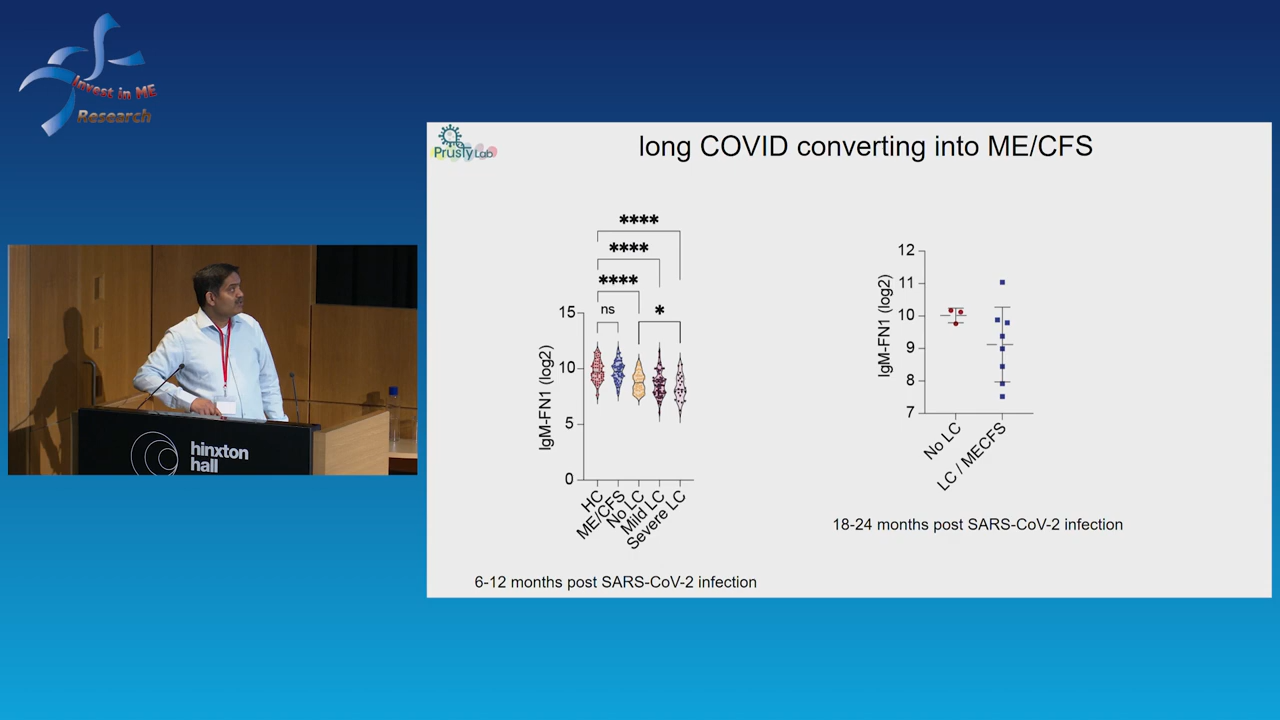 Invest in ME
Research
Prusty Lab
long COVID converting into ME/CFS
****
****
****
ns
*
15
10
5
0
IgM-FN1 (log2)
HC
ME/CFS
No LC
Mild LC
Severe LC
6-12 months post SARS-CoV-2 infection
12
11
10
9
8
7
IgM-FN1 (log2)
No LC
LC / MECFS
18-24 months post SARS-CoV-2 infection
hinxton
hall